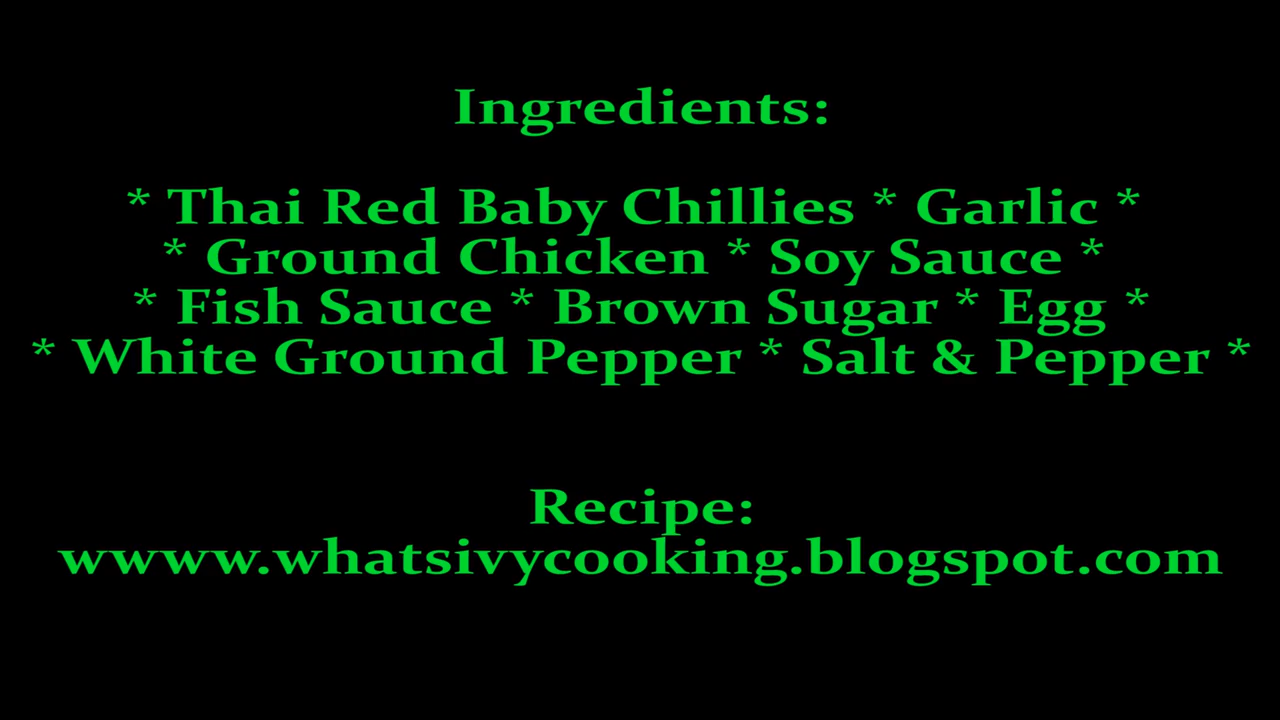 Ingredients:
* Thai Red Baby Chillies * Garlic *
* Ground Chicken * Soy Sauce *
* Fish Sauce * Brown Sugar * Egg *
* White Ground Pepper * Salt & Pepper *
Recipe:
wwww.whatsivycooking.blogspot.com